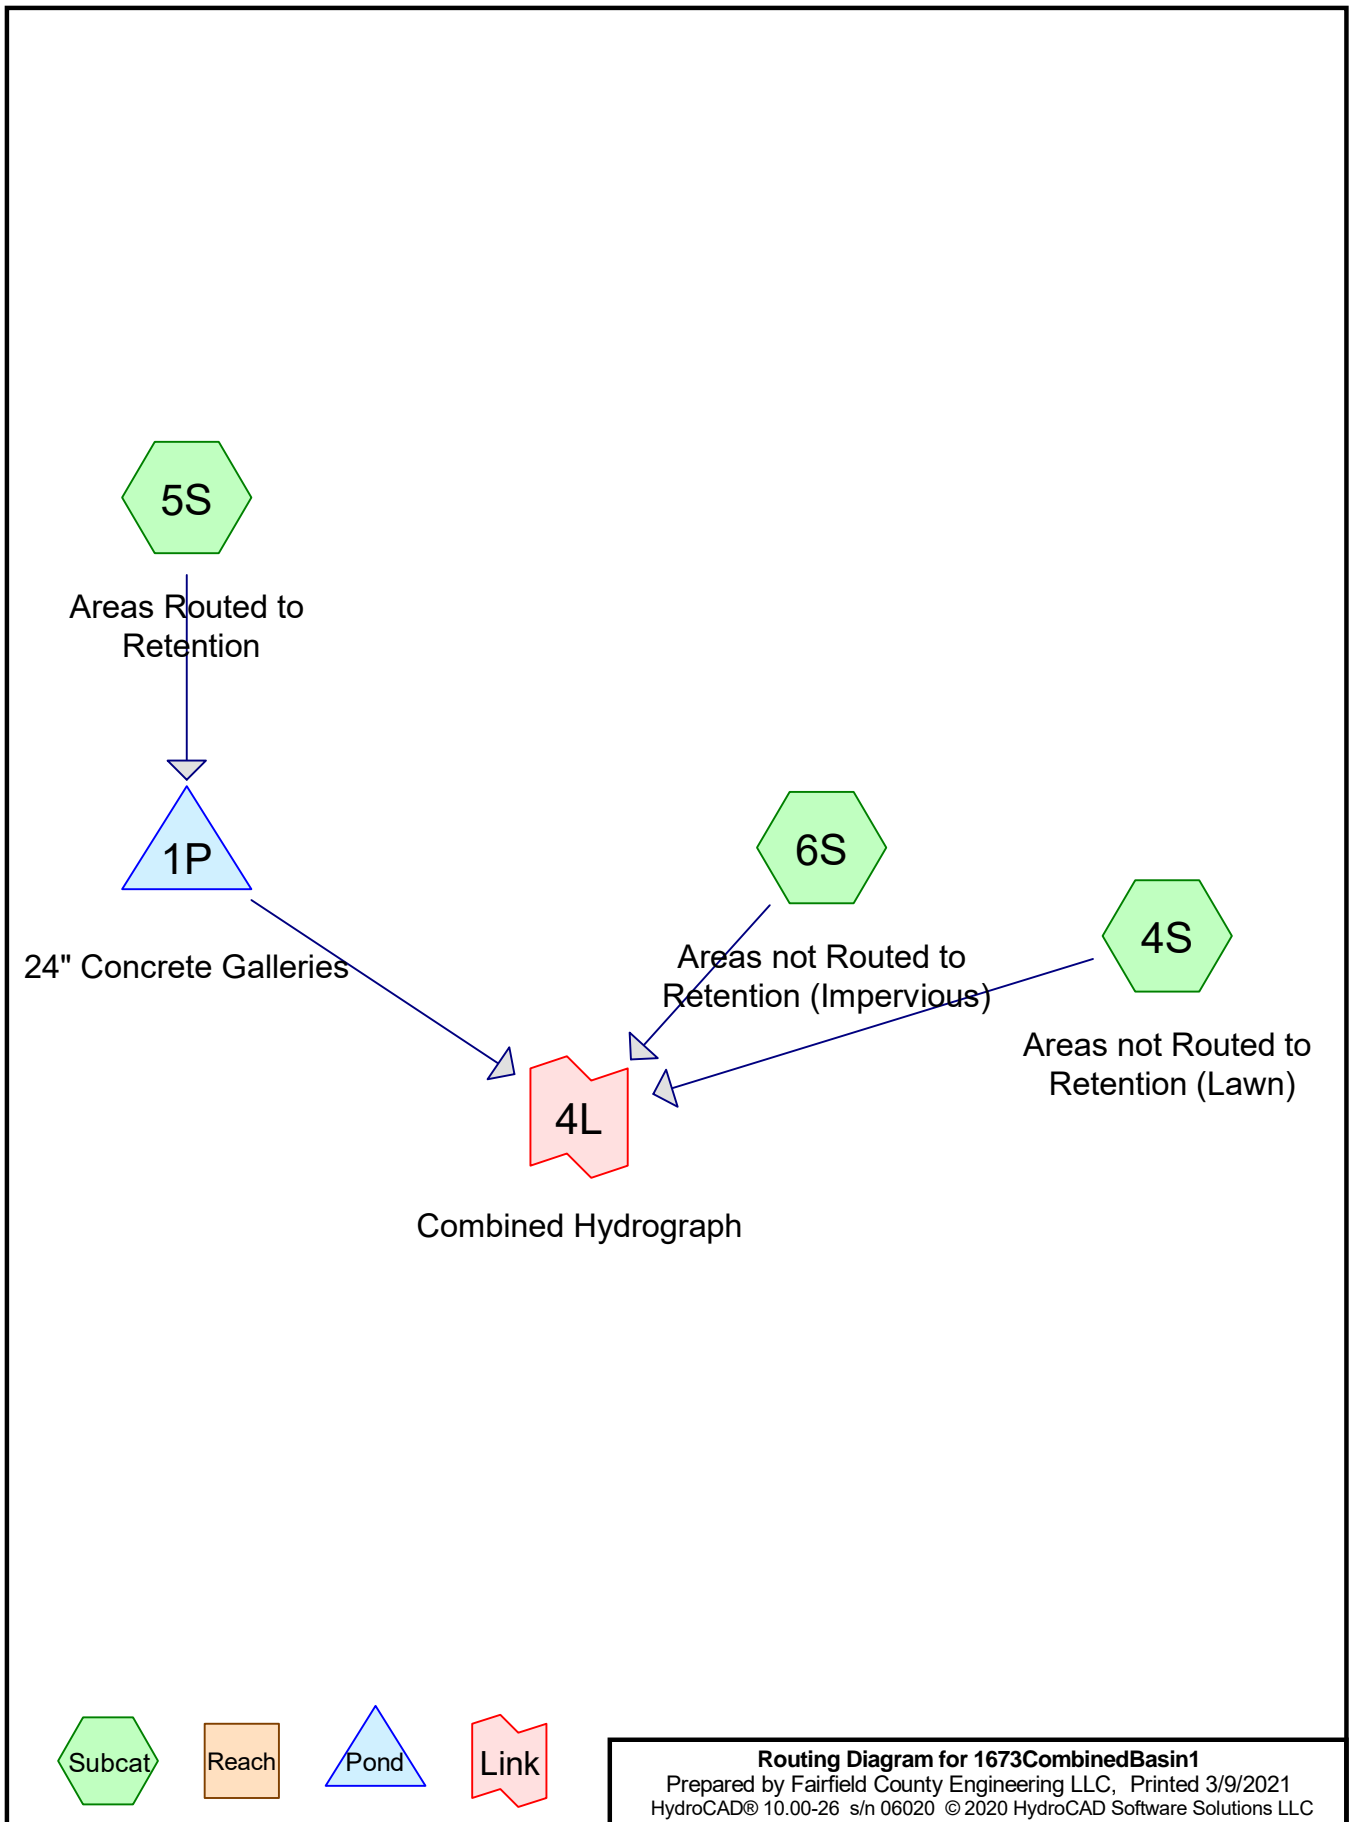 5S
Areas Routed to
Retention
1P
24" Concrete Galleries
6S
Areas not Routed to
Retention (Impervious)
4S
Areas not Routed to
Retention (Lawn)
4L
Combined Hydrograph
Subcat
Reach
Pond
Link
Routing Diagram for 1673CombinedBasin1
Prepared by Fairfield County Engineering LLC, Printed 3/9/2021
HydroCAD® 10.00-26 s/n 06020 © 2020 HydroCAD Software Solutions LLC